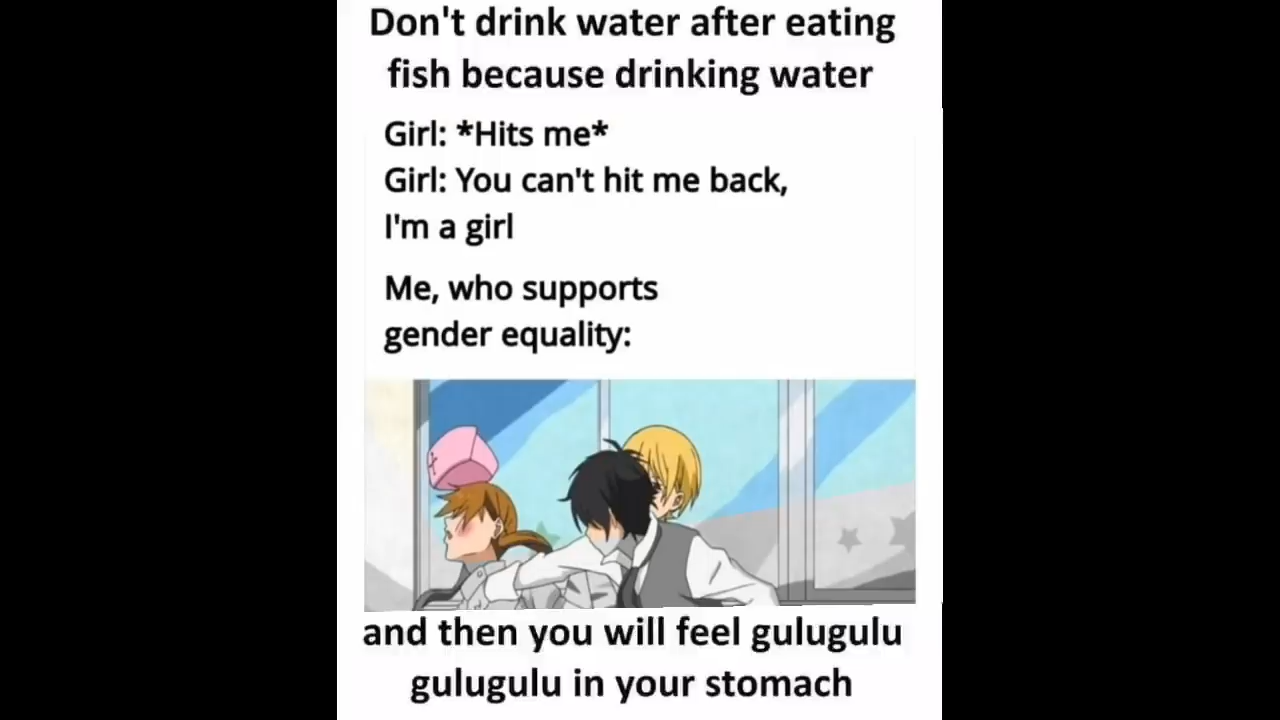 Don't drink water after eating
fish because drinking water
Girl: *Hits me*
Girl: You can't hit me back,
I'm a girl
Me, who supports
gender equality:
and then you will feel gulugulu
gulugulu in your stomach